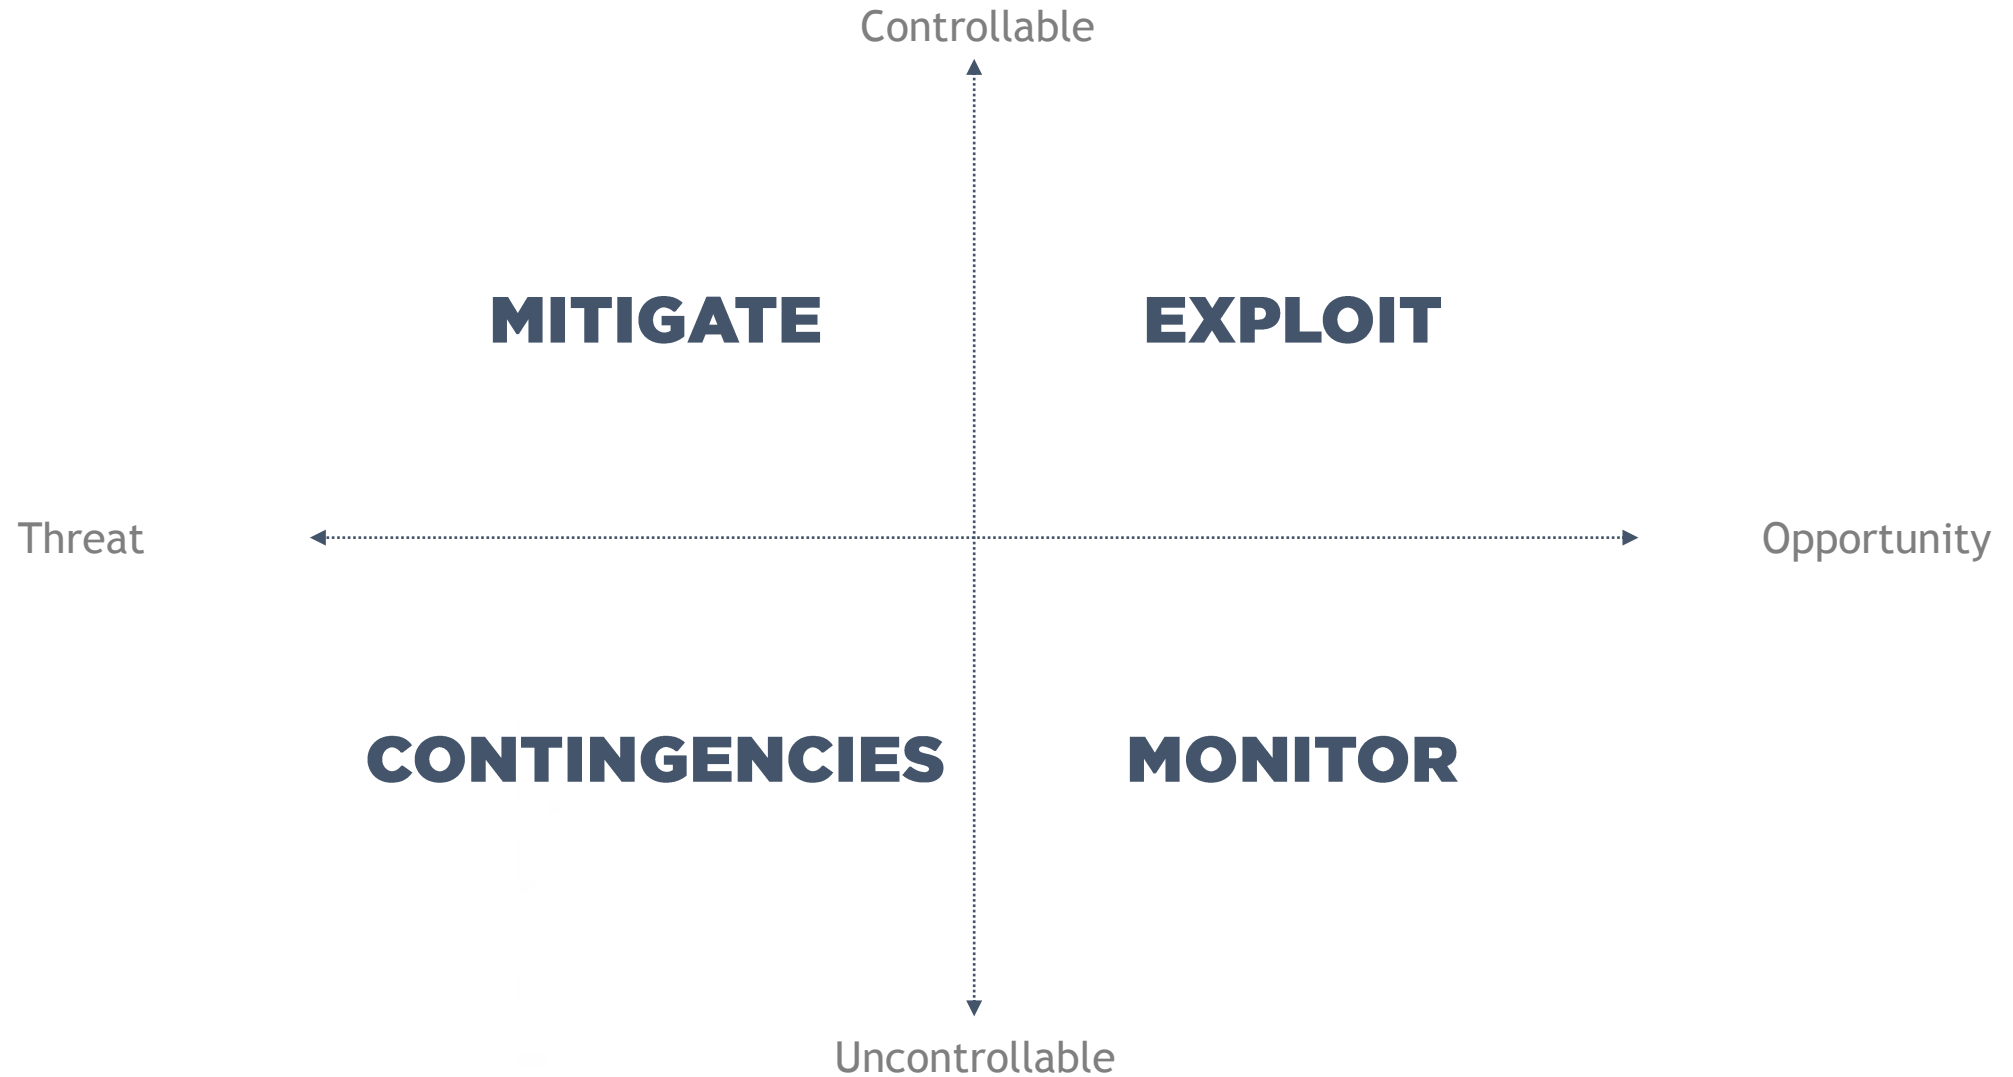 Controllable
MITIGATE
EXPLOIT
Threat
Opportunity
CONTINGENCIES
MONITOR
Uncontrollable